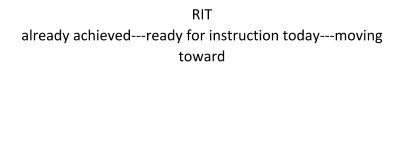 RIT
already achieved---ready for instruction today---moving
toward